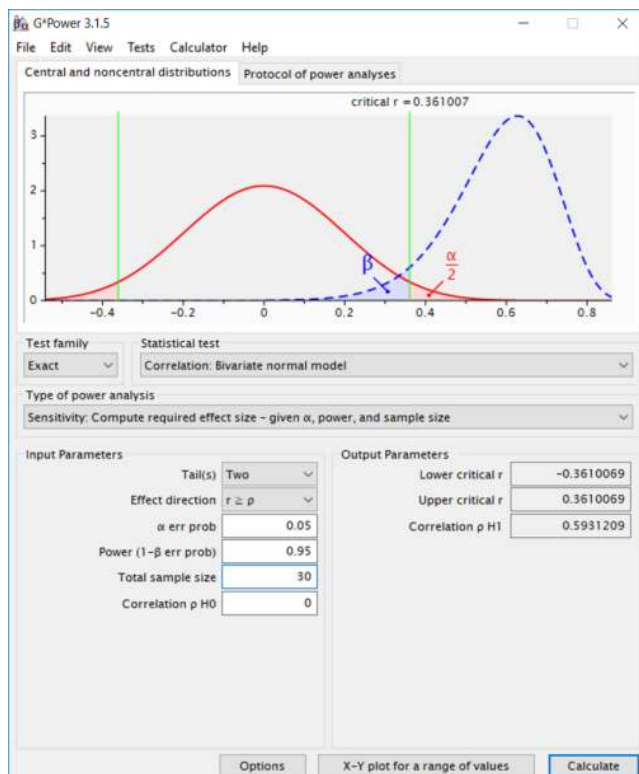 βα G*Power 3.1.5
File Edit View Tests Calculator Help
Central and noncentral distributions Protocol of power analyses
critical r = 0.361007
3
2
1
0
β
α
2
-0.4 -0.2 0 0.2 0.4 0.6 0.8
Test family Statistical test
Exact Correlation: Bivariate normal model
Type of power analysis
Sensitivity: Compute required effect size - given α, power, and sample size
Input Parameters Output Parameters
Tail(s) Two Lower critical r -0.3610069
Effect direction r ≥ ρ Upper critical r 0.3610069
α err prob 0.05 Correlation ρ H1 0.5931209
Power (1-β err prob) 0.95
Total sample size 30
Correlation ρ H0 0
Options X-Y plot for a range of values Calculate